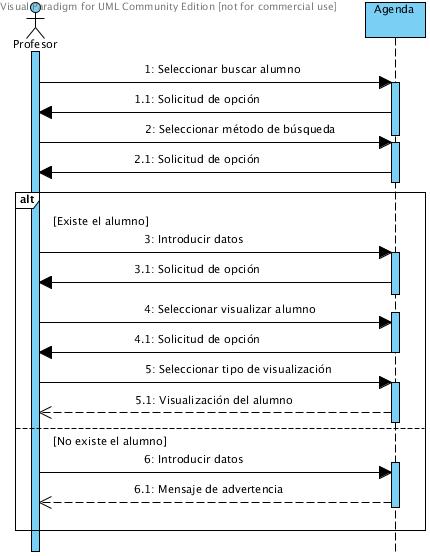 Visual Paradigm for UML Community Edition [not for commercial use]
Agenda
Profesor
1: Seleccionar buscar alumno
1.1: Solicitud de opción
2: Seleccionar método de búsqueda
2.1: Solicitud de opción
alt
[Existe el alumno]
3: Introducir datos
3.1: Solicitud de opción
4: Seleccionar visualizar alumno
4.1: Solicitud de opción
5: Seleccionar tipo de visualización
5.1: Visualización del alumno
[No existe el alumno]
6: Introducir datos
6.1: Mensaje de advertencia